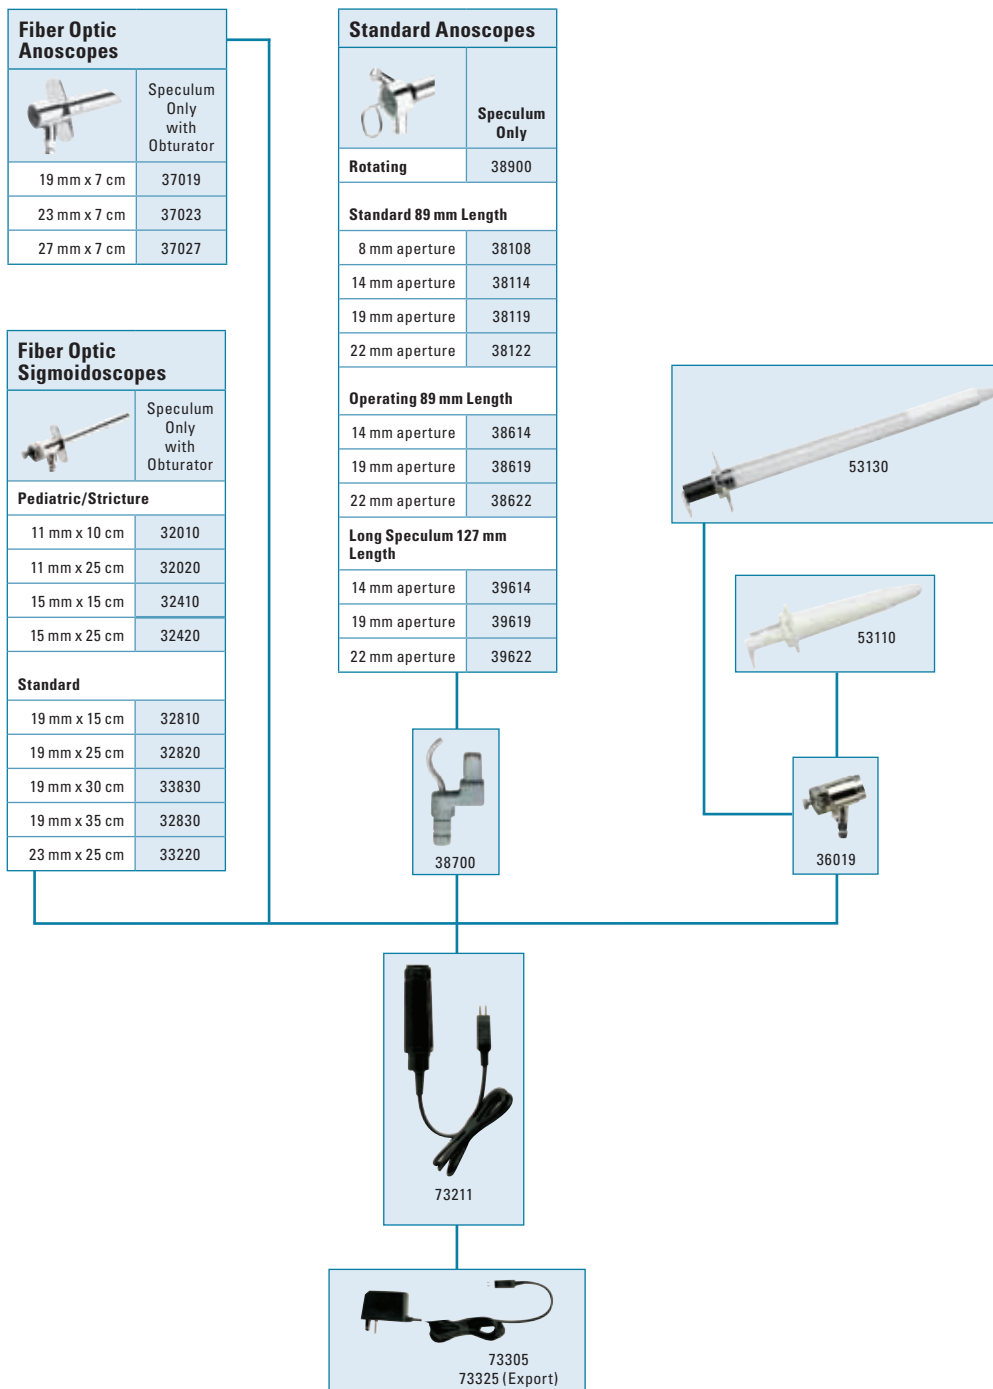 Fiber Optic
Anoscopes
Speculum
Only
with
Obturator
19 mm x 7 cm 37019
23 mm x 7 cm 37023
27 mm x 7 cm 37027
Fiber Optic
Sigmoidoscopes
Speculum
Only
with
Obturator
Pediatric/Stricture
11 mm x 10 cm 32010
11 mm x 25 cm 32020
15 mm x 15 cm 32410
15 mm x 25 cm 32420
Standard
19 mm x 15 cm 32810
19 mm x 25 cm 32820
19 mm x 30 cm 33830
19 mm x 35 cm 32830
23 mm x 25 cm 33220
Standard Anoscopes
Speculum
Only
Rotating 38900
Standard 89 mm Length
8 mm aperture 38108
14 mm aperture 38114
19 mm aperture 38119
22 mm aperture 38122
Operating 89 mm Length
14 mm aperture 38614
19 mm aperture 38619
22 mm aperture 38622
Long Speculum 127 mm
Length
14 mm aperture 39614
19 mm aperture 39619
22 mm aperture 39622
53130
53110
38700
36019
73211
73305
73325 (Export)